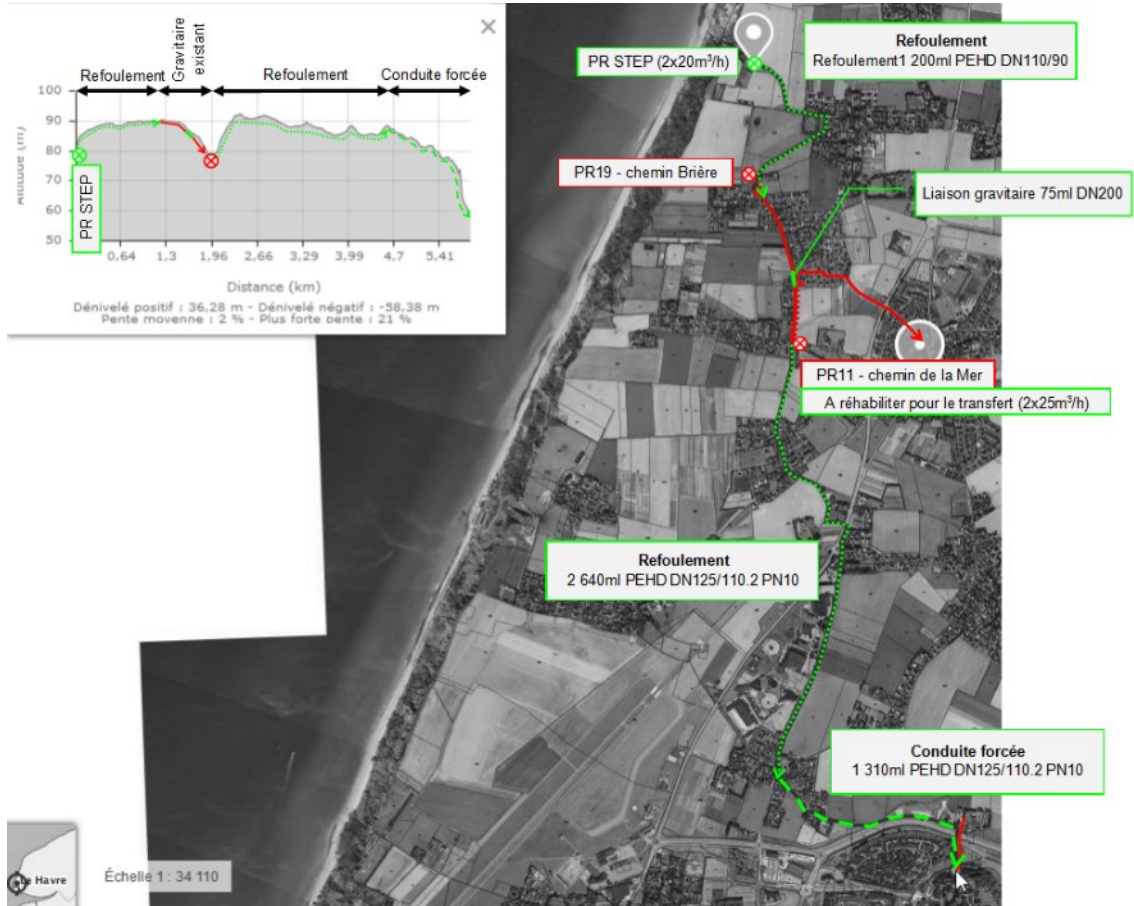 Refoulement
Gravitaire
existant
Refoulement
Conduite forcée
100
90
80
70
60
50
Altitude (m)
PR STEP
0,64
1,3
1,96
2,66
3,29
3,99
4,7
5,41
Distance (km)
Dénivelé positif : 36,28 m - Dénivelé négatif : -58,38 m
Pente moyenne : 2 % - Plus forte pente : 21 %
PR STEP (2x20m³/h)
Refoulement
Refoulement1 200ml PEHD DN110/90
PR19 - chemin Brière
Liaison gravitaire 75ml DN200
PR11 - chemin de la Mer
A réhabiliter pour le transfert (2x25m³/h)
Refoulement
2 640ml PEHD DN125/110.2 PN10
Conduite forcée
1 310ml PEHD DN125/110.2 PN10
Le Havre
Échelle 1 : 34 110